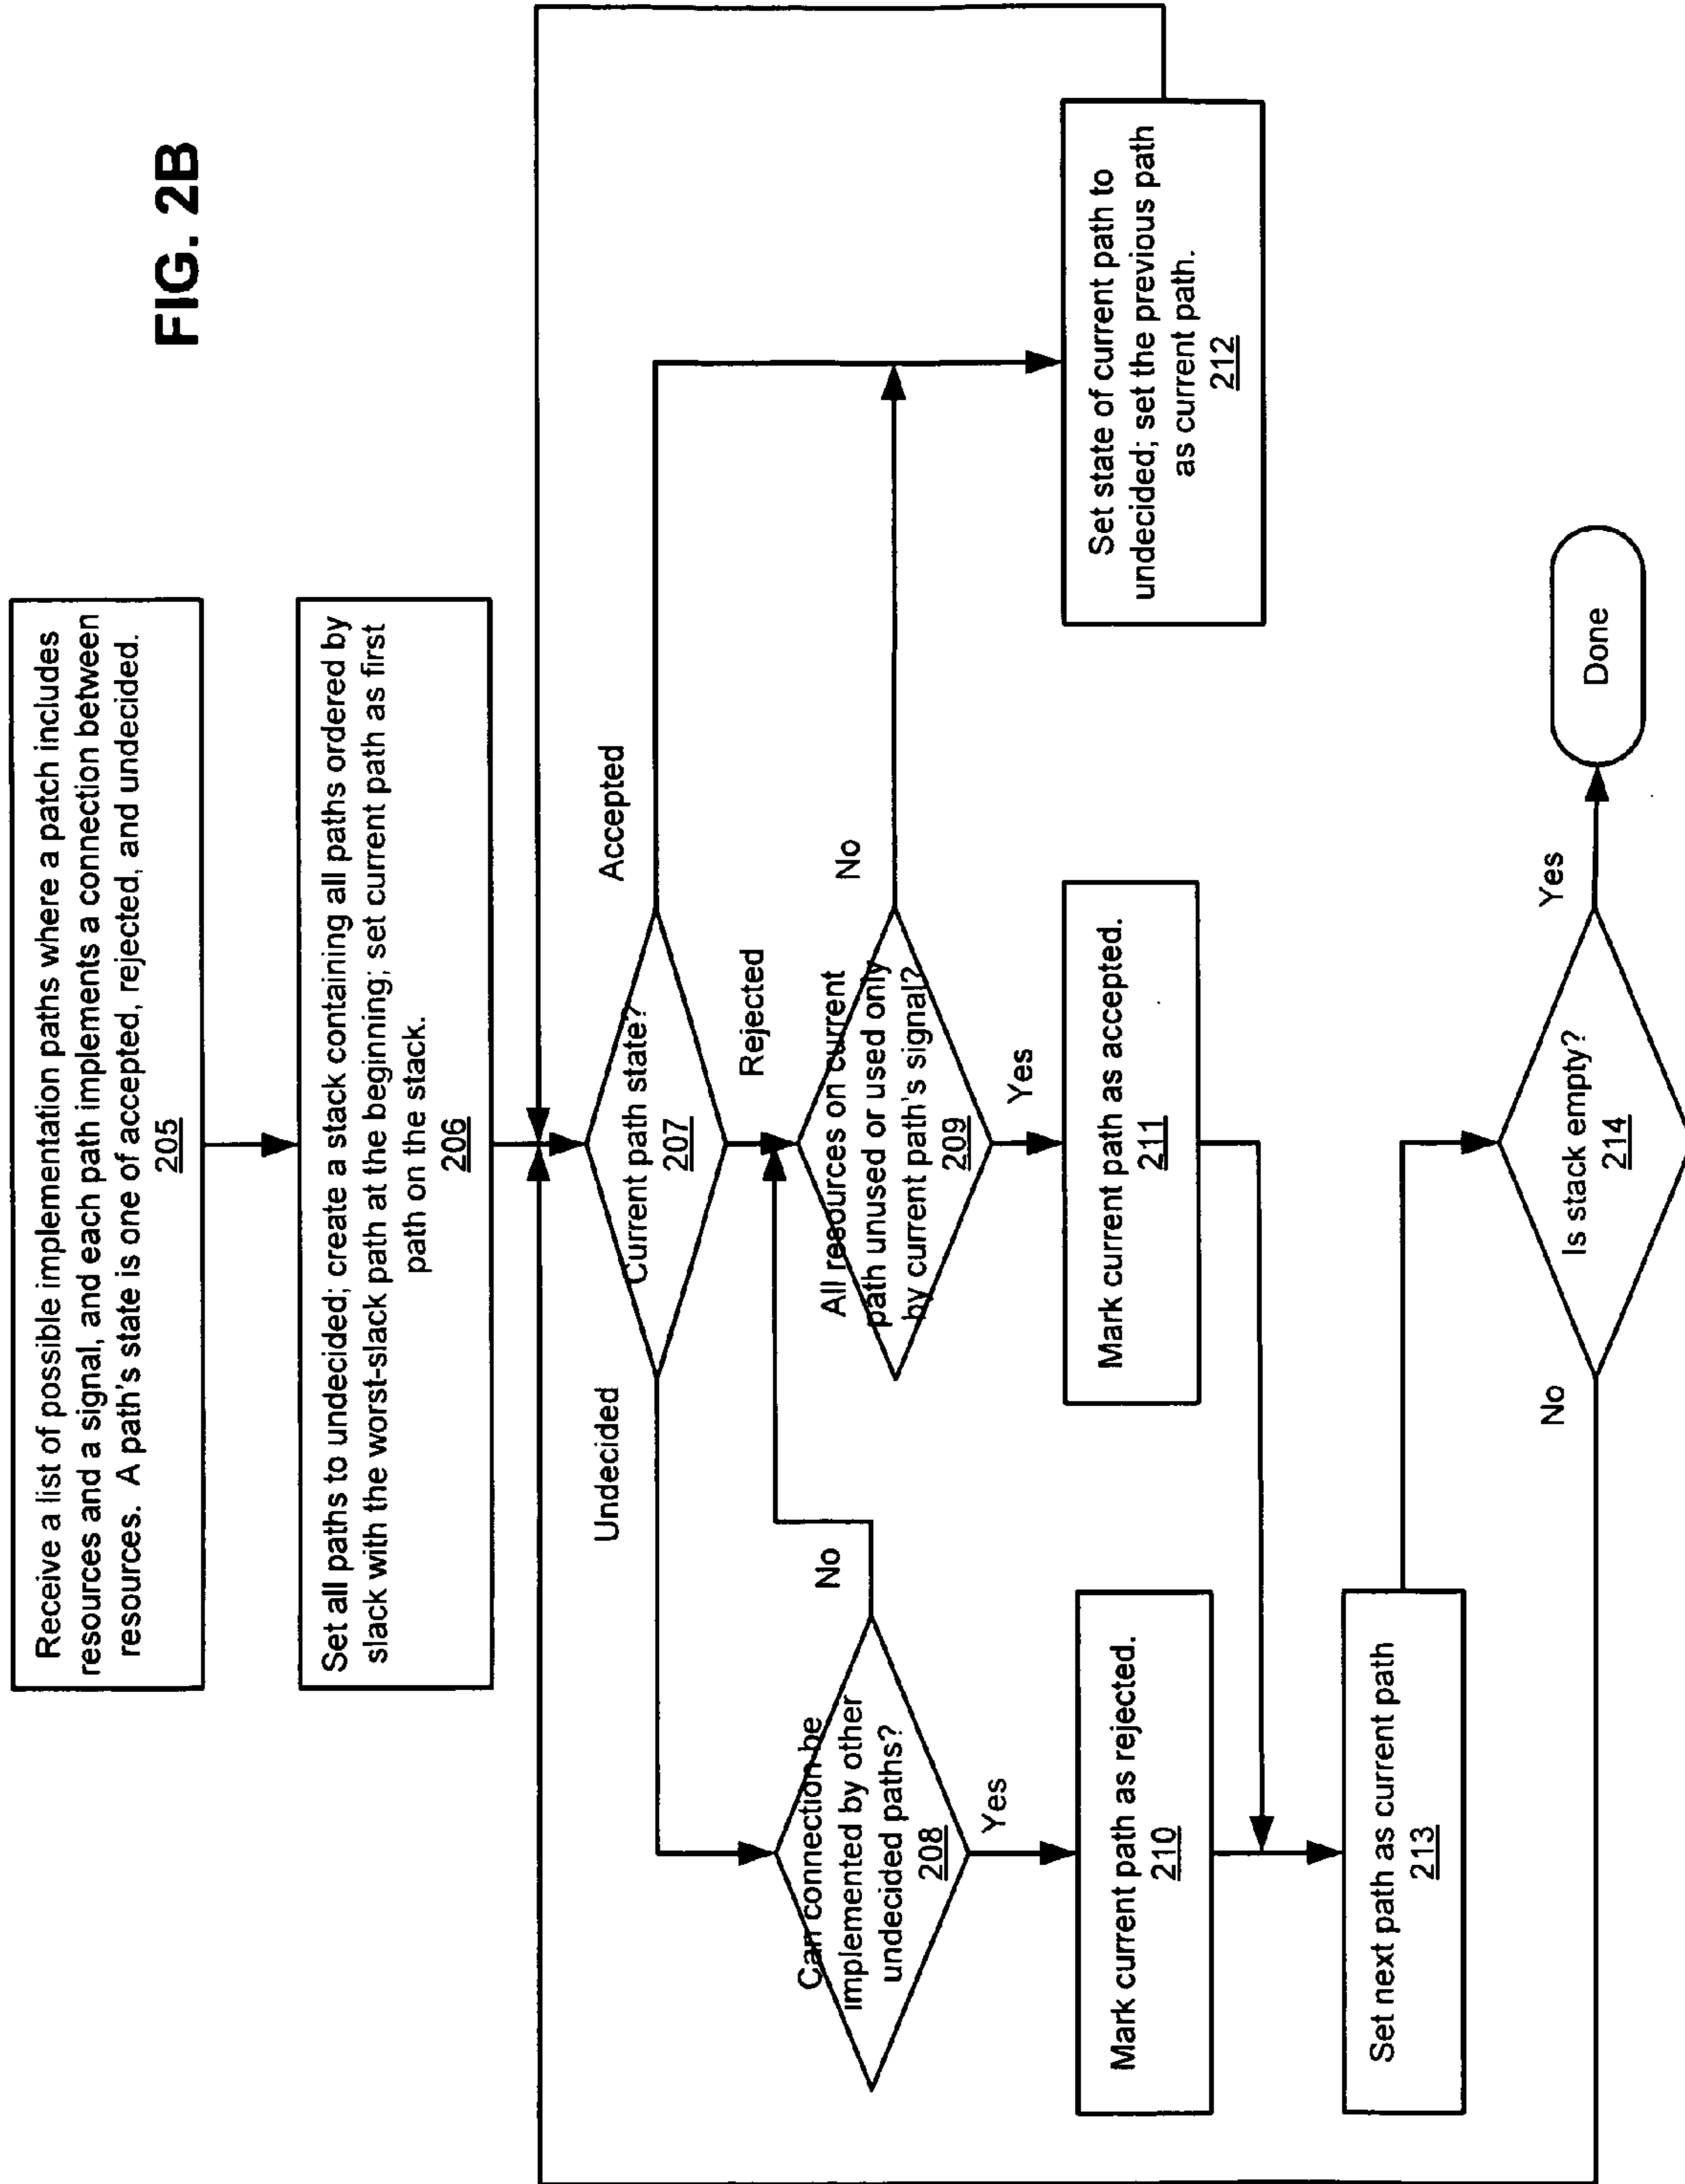 FIG. 2B
Receive a list of possible implementation paths where a patch includes
resources and a signal, and each path implements a connection between
resources. A path's state is one of accepted, rejected, and undecided.
205
Set all paths to undecided; create a stack containing all paths ordered by
slack with the worst-slack path at the beginning; set current path as first
path on the stack.
206
Current path state?
207
Undecided
Accepted
Rejected
Can connection be
implemented by other
undecided paths?
208
No
Yes
All resources on current
path unused or used only
by current path's signal?
209
No
Yes
Mark current path as rejected.
210
Mark current path as accepted.
211
Set state of current path to
undecided; set the previous path
as current path.
212
Set next path as current path
213
Is stack empty?
214
No
Yes
Done